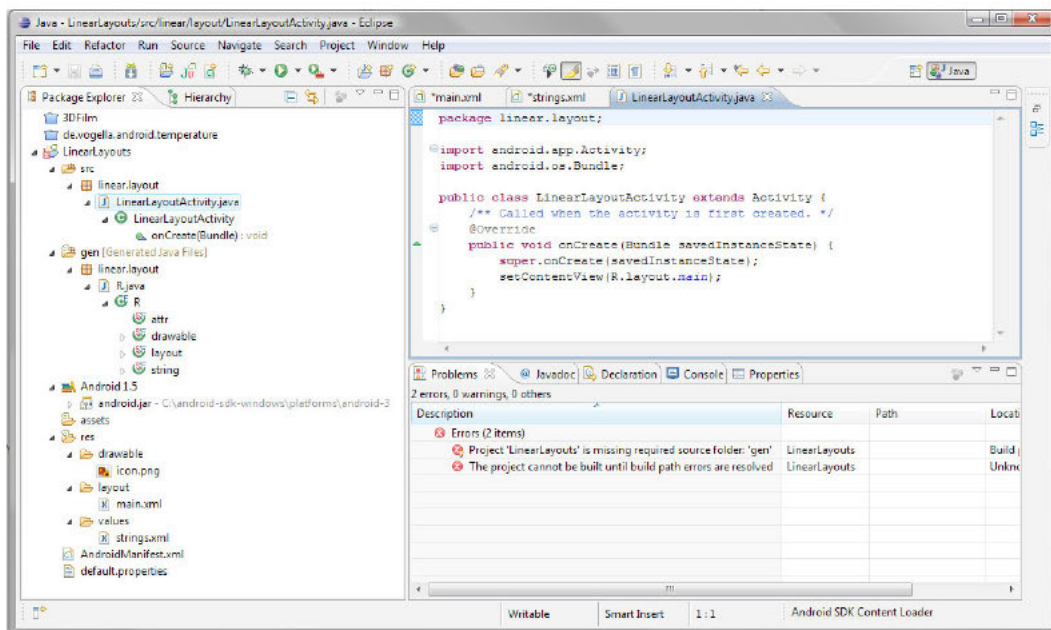 Java - LinearLayouts/src/linear/layout/LinearLayoutActivity.java - Eclipse
File Edit Refactor Run Source Navigate Search Project Window Help
Java
Package Explorer Hierarchy
3DFilm
de.vogella.android.temperature
LinearLayouts
src
linear.layout
LinearLayoutActivity.java
LinearLayoutActivity
onCreate(Bundle) : void
gen [Generated Java Files]
linear.layout
R.java
R
attr
drawable
layout
string
Android 1.5
android.jar - C:\android-sdk-windows\platforms\android-3
assets
res
drawable
icon.png
layout
main.xml
values
strings.xml
AndroidManifest.xml
default.properties
*main.xml *strings.xml LinearLayoutActivity.java
package linear.layout;
import android.app.Activity;
import android.os.Bundle;
public class LinearLayoutActivity extends Activity {
/** Called when the activity is first created. */
@Override
public void onCreate(Bundle savedInstanceState) {
super.onCreate(savedInstanceState);
setContentView(R.layout.main);
}
}
Problems Javadoc Declaration Console Properties
2 errors, 0 warnings, 0 others
Description Resource Path Locati
Errors (2 items)
Project 'LinearLayouts' is missing required source folder: 'gen' LinearLayouts Build p
The project cannot be built until build path errors are resolved LinearLayouts Unkno
Writable Smart Insert 1:1 Android SDK Content Loader